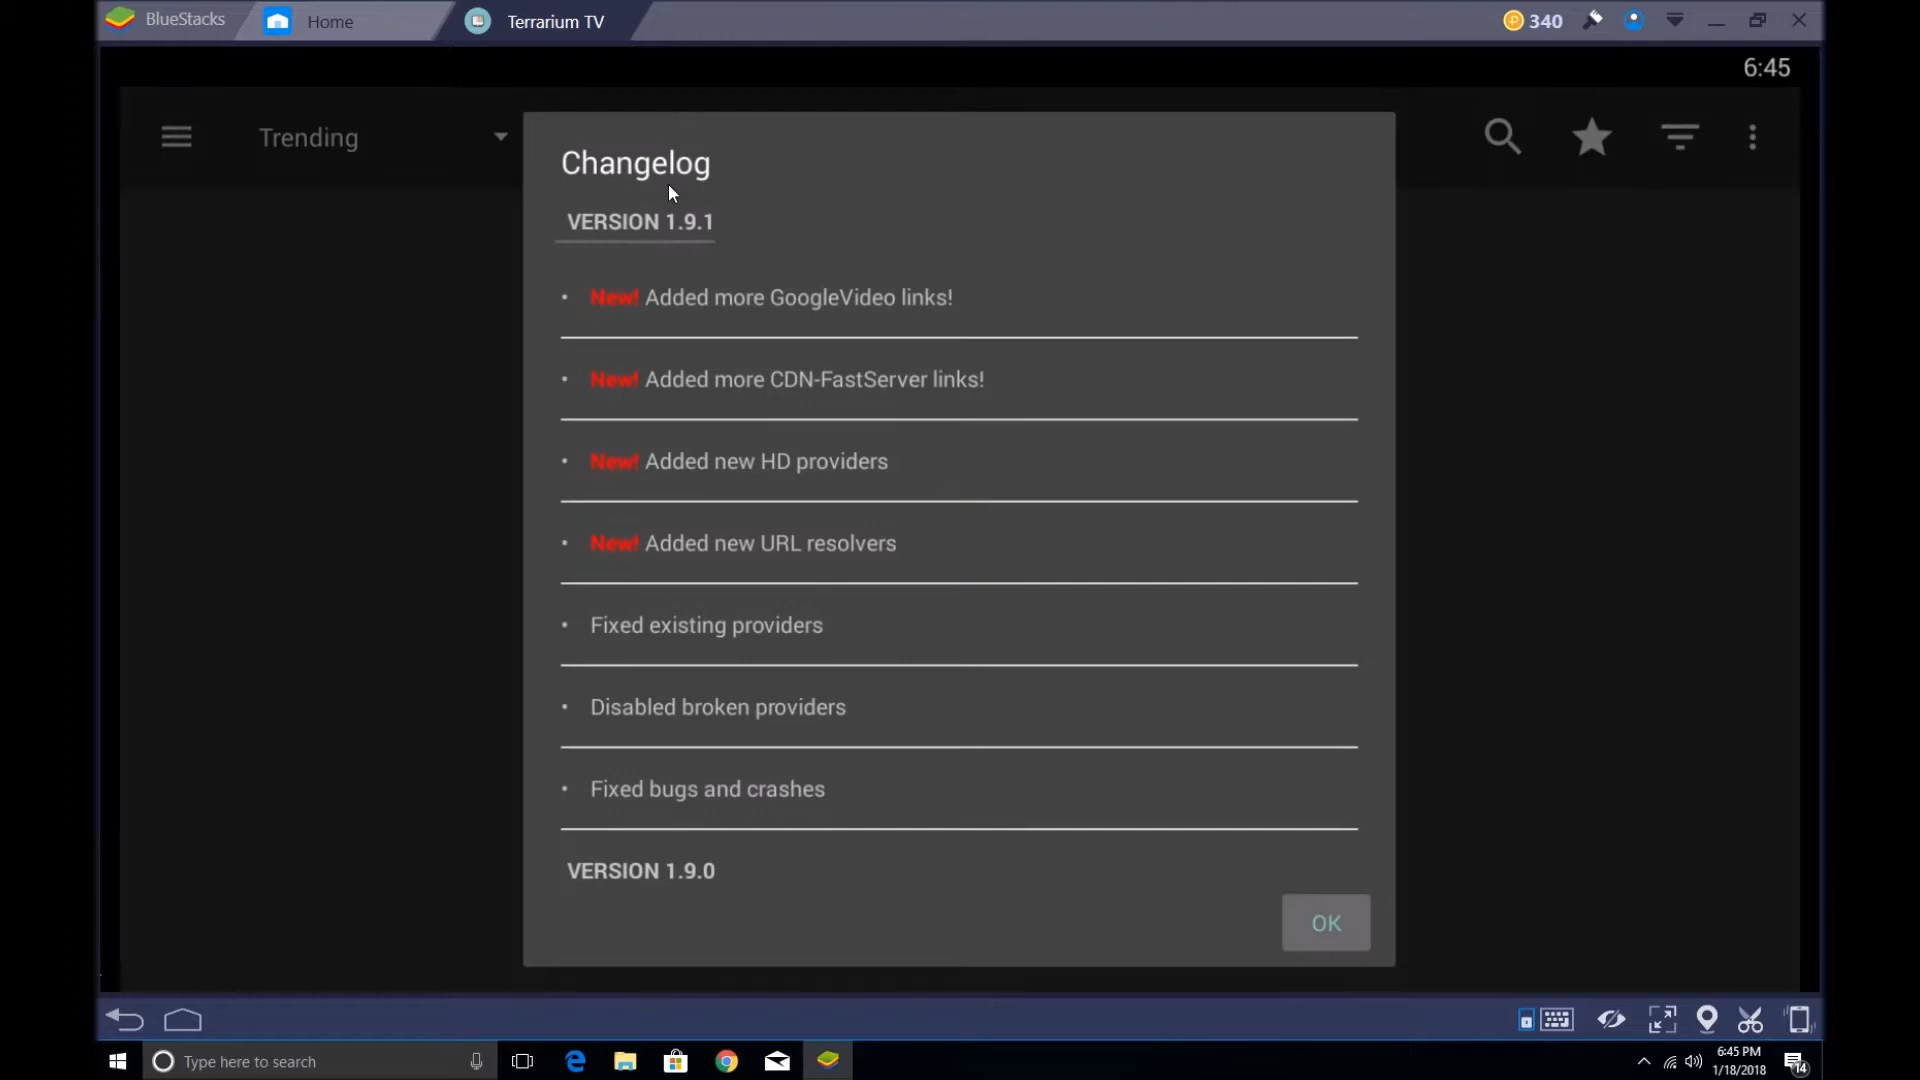 BlueStacks
Home
Terrarium TV
340
6:45
Trending
Changelog
VERSION 1.9.1
• New! Added more GoogleVideo links!
• New! Added more CDN-FastServer links!
• New! Added new HD providers
• New! Added new URL resolvers
• Fixed existing providers
• Disabled broken providers
• Fixed bugs and crashes
VERSION 1.9.0
OK
Type here to search
6:45 PM
1/18/2018
14